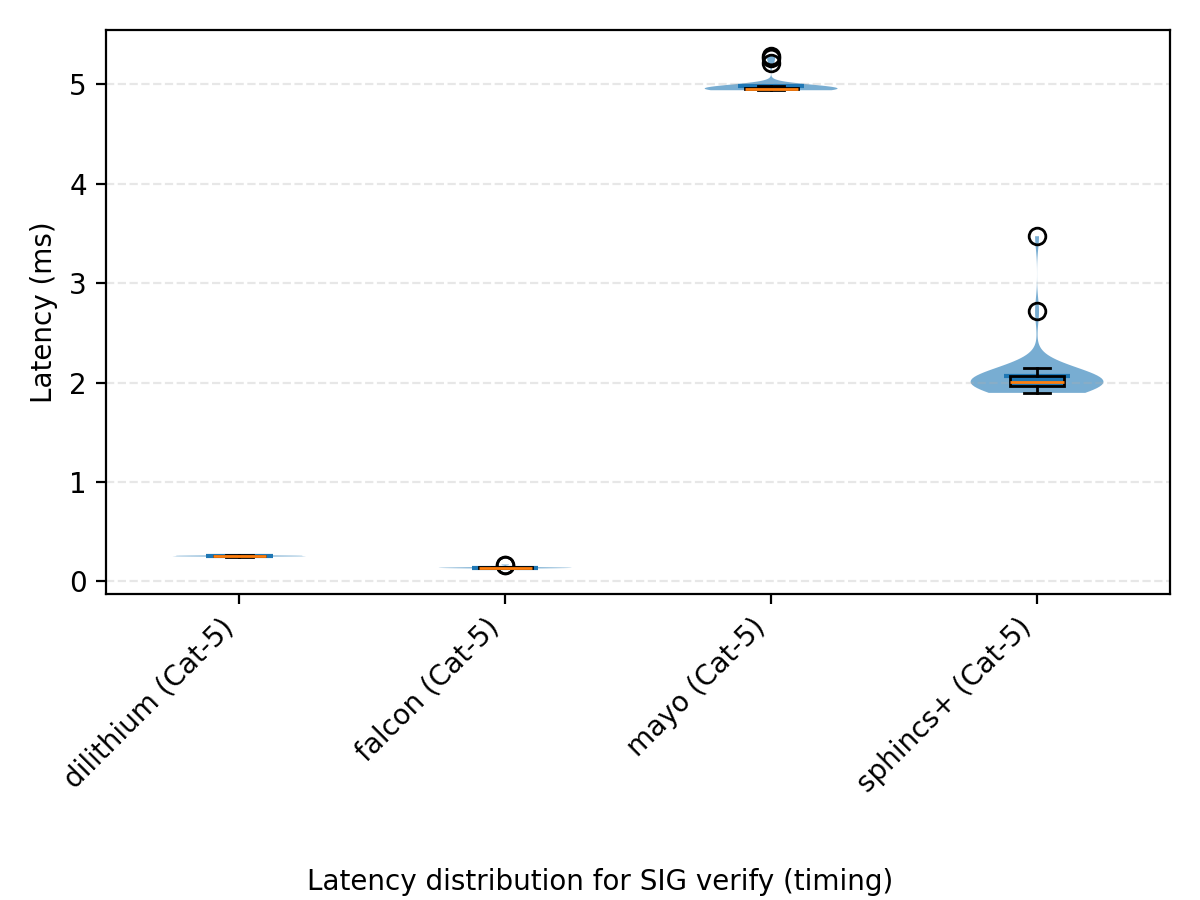 5
4
3
2
1
0
Latency (ms)
dilithium (Cat-5)
falcon (Cat-5)
mayo (Cat-5)
sphincs+ (Cat-5)
Latency distribution for SIG verify (timing)